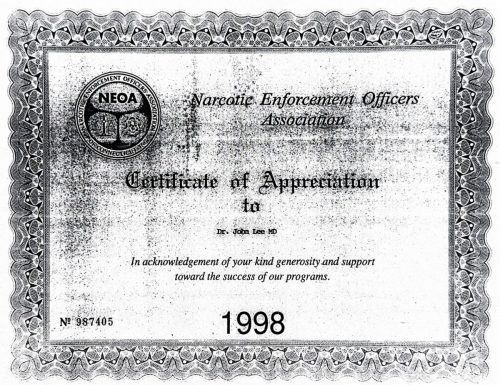 NEOA
Narcotic Enforcement Officers
Association
Certificate of Appreciation
to
Dr. John Lee MD
In acknowledgement of your kind generosity and support
toward the success of our programs.
Nº 987405
1998